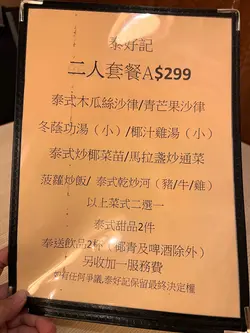 泰好記
二人套餐A$299
泰式木瓜絲沙律/青芒果沙律
冬蔭功湯（小）/椰汁雞湯（小）
泰式炒椰菜苗/馬拉盞炒通菜
菠蘿炒飯/ 泰式乾炒河（豬/牛/雞）
以上菜式二選一
泰式甜品2件
奉送飲品2杯（椰青及啤酒除外）
另收加一服務費
如有任何爭議,泰好記保留最終決定權